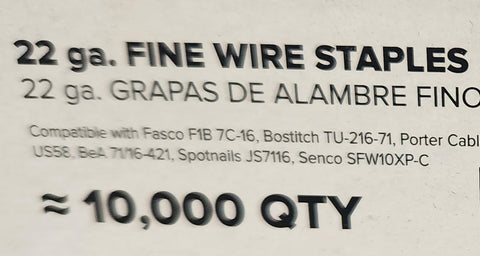 22 ga. FINE WIRE STAPLES
22 ga. GRAPAS DE ALAMBRE FINO
Compatible with Fasco F1B 7C-16, Bostitch TU-216-71, Porter Cabl
US58, BeA 71/16-421, Spotnails JS7116, Senco SFW10XP-C
≈ 10,000 QTY